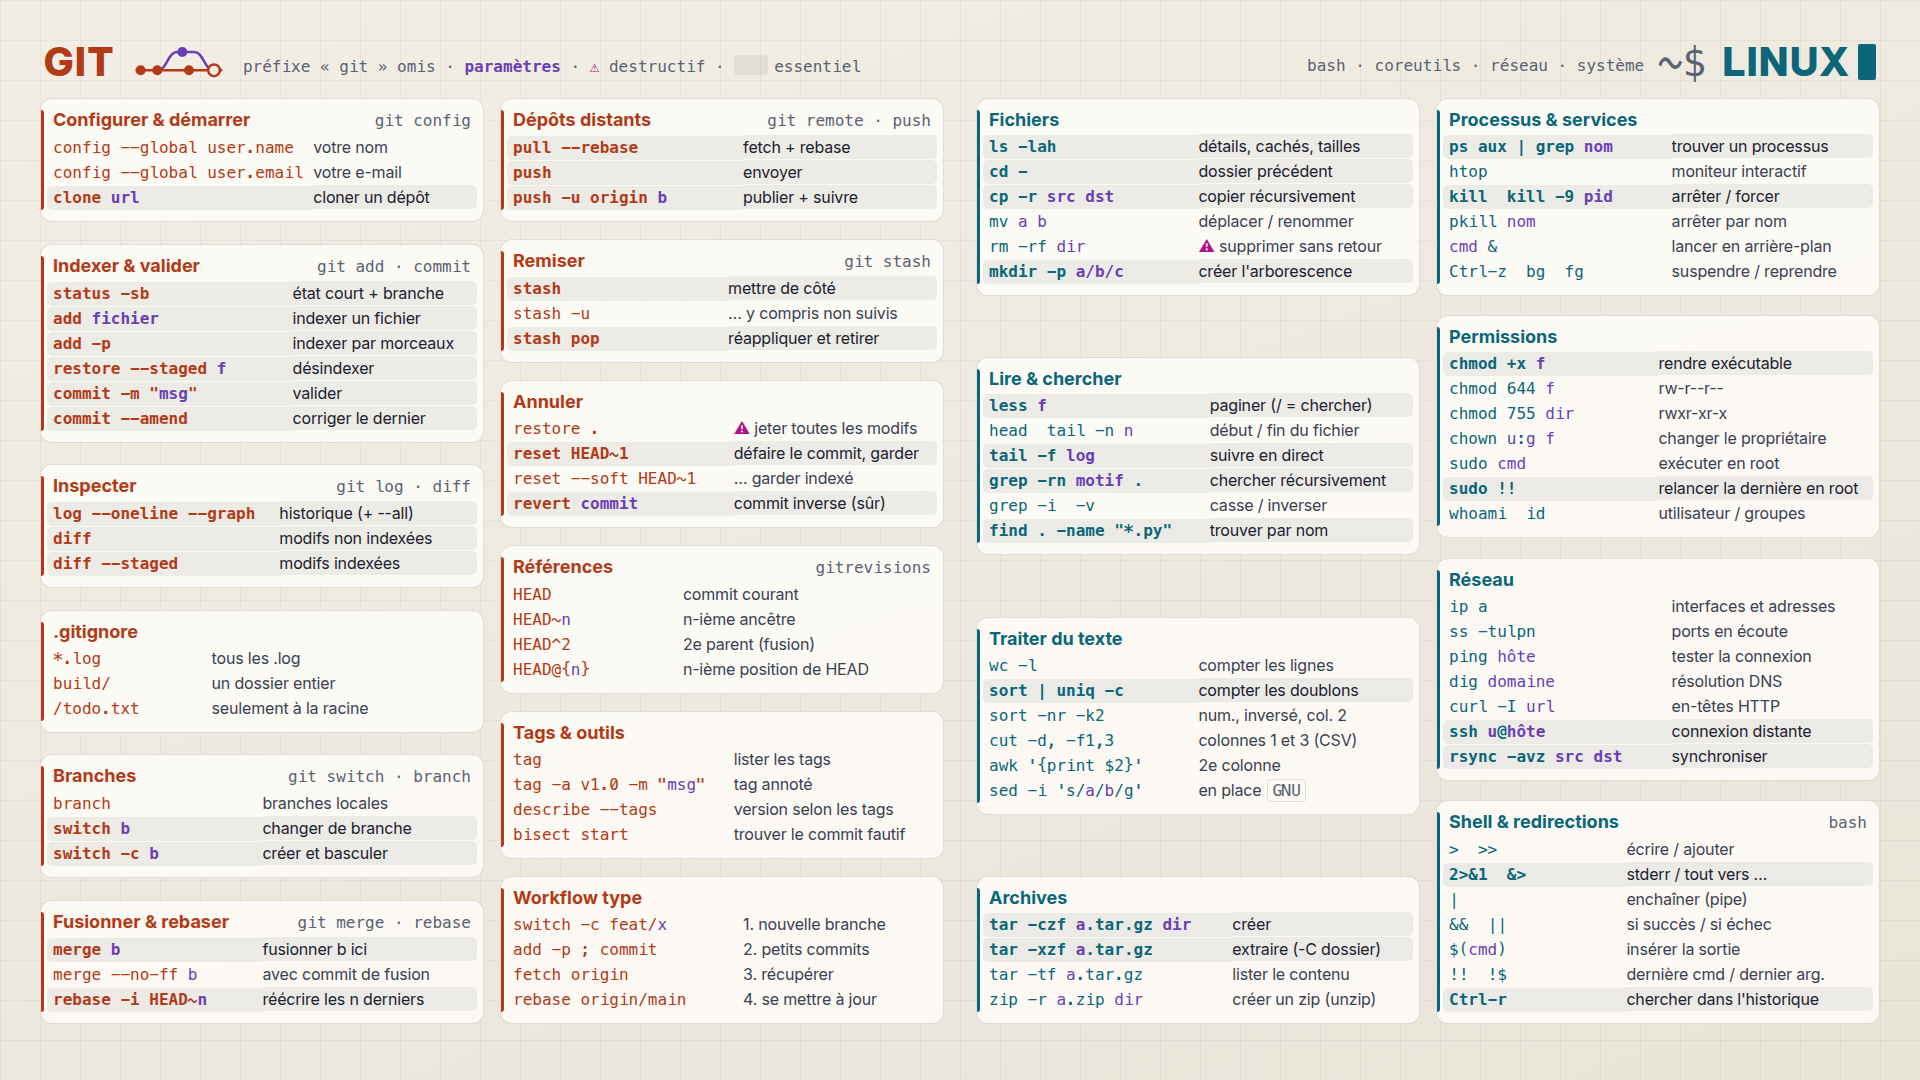 GIT
préfixe « git » omis · paramètres · ⚠ destructif · essentiel
bash · coreutils · réseau · système ~$ LINUX
Configurer & démarrer git config
config --global user.name votre nom
config --global user.email votre e-mail
clone url cloner un dépôt
Indexer & valider git add · commit
status -sb état court + branche
add fichier indexer un fichier
add -p indexer par morceaux
restore --staged f désindexer
commit -m "msg" valider
commit --amend corriger le dernier
Inspecter git log · diff
log --oneline --graph historique (+ --all)
diff modifs non indexées
diff --staged modifs indexées
.gitignore
*.log tous les .log
build/ un dossier entier
/todo.txt seulement à la racine
Branches git switch · branch
branch branches locales
switch b changer de branche
switch -c b créer et basculer
Fusionner & rebaser git merge · rebase
merge b fusionner b ici
merge --no-ff b avec commit de fusion
rebase -i HEAD~n réécrire les n derniers
Dépôts distants git remote · push
pull --rebase fetch + rebase
push envoyer
push -u origin b publier + suivre
Remiser git stash
stash mettre de côté
stash -u ... y compris non suivis
stash pop réappliquer et retirer
Annuler
restore . ⚠ jeter toutes les modifs
reset HEAD~1 défaire le commit, garder
reset --soft HEAD~1 ... garder indexé
revert commit commit inverse (sûr)
Références gitrevisions
HEAD commit courant
HEAD~n n-ième ancêtre
HEAD^2 2e parent (fusion)
HEAD@{n} n-ième position de HEAD
Tags & outils
tag lister les tags
tag -a v1.0 -m "msg" tag annoté
describe --tags version selon les tags
bisect start trouver le commit fautif
Workflow type
switch -c feat/x 1. nouvelle branche
add -p ; commit 2. petits commits
fetch origin 3. récupérer
rebase origin/main 4. se mettre à jour
Fichiers
ls -lah détails, cachés, tailles
cd - dossier précédent
cp -r src dst copier récursivement
mv a b déplacer / renommer
rm -rf dir ⚠ supprimer sans retour
mkdir -p a/b/c créer l'arborescence
Lire & chercher
less f paginer (/ = chercher)
head tail -n n début / fin du fichier
tail -f log suivre en direct
grep -rn motif . chercher récursivement
grep -i -v casse / inverser
find . -name "*.py" trouver par nom
Traiter du texte
wc -l compter les lignes
sort | uniq -c compter les doublons
sort -nr -k2 num., inversé, col. 2
cut -d, -f1,3 colonnes 1 et 3 (CSV)
awk '{print $2}' 2e colonne
sed -i 's/a/b/g' en place GNU
Archives
tar -czf a.tar.gz dir créer
tar -xzf a.tar.gz extraire (-C dossier)
tar -tf a.tar.gz lister le contenu
zip -r a.zip dir créer un zip (unzip)
Processus & services
ps aux | grep nom trouver un processus
htop moniteur interactif
kill kill -9 pid arrêter / forcer
pkill nom arrêter par nom
cmd & lancer en arrière-plan
Ctrl-z bg fg suspendre / reprendre
Permissions
chmod +x f rendre exécutable
chmod 644 f rw-r--r--
chmod 755 dir rwxr-xr-x
chown u:g f changer le propriétaire
sudo cmd exécuter en root
sudo !! relancer la dernière en root
whoami id utilisateur / groupes
Réseau
ip a interfaces et adresses
ss -tulpn ports en écoute
ping hôte tester la connexion
dig domaine résolution DNS
curl -I url en-têtes HTTP
ssh u@hôte connexion distante
rsync -avz src dst synchroniser
Shell & redirections bash
> >> écrire / ajouter
2>&1 &> stderr / tout vers ...
| enchaîner (pipe)
&& || si succès / si échec
$(cmd) insérer la sortie
!! !$ dernière cmd / dernier arg.
Ctrl-r chercher dans l'historique